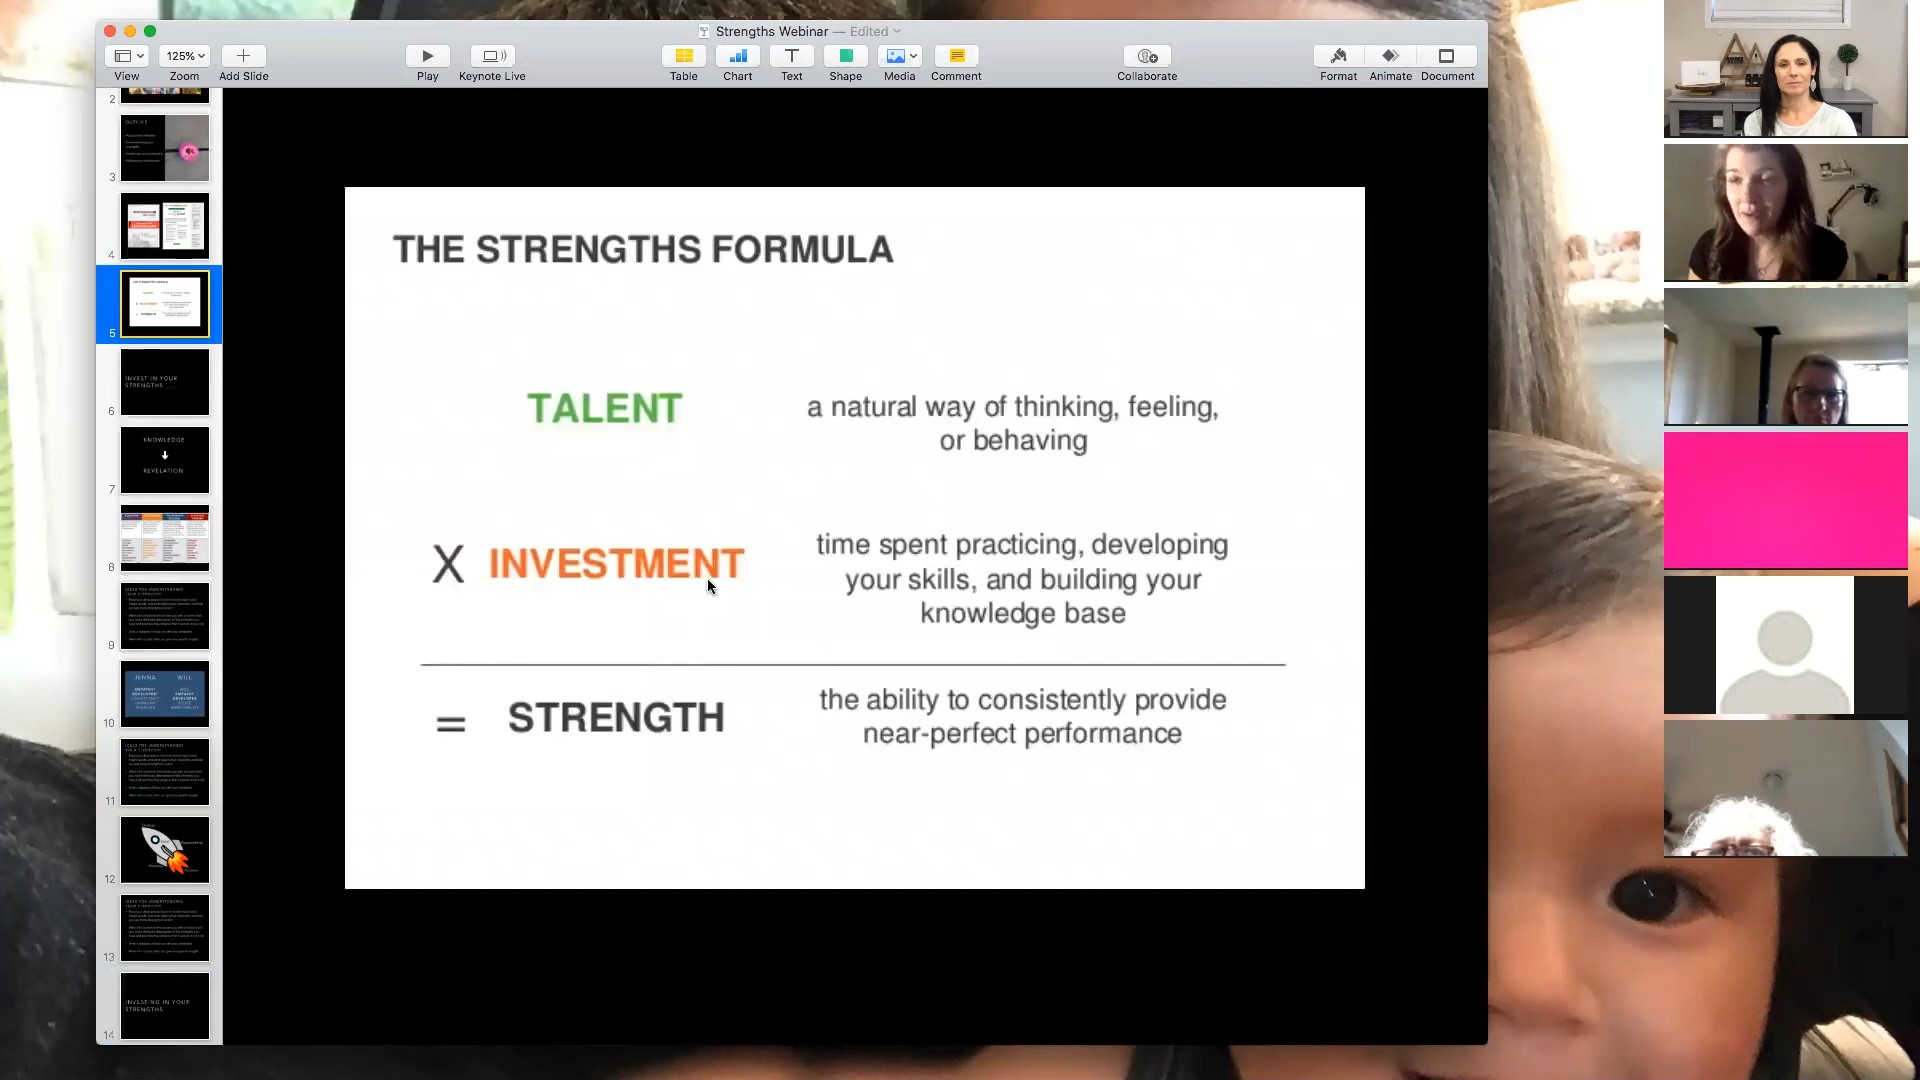 Strengths Webinar — Edited
125%
View
Zoom
Add Slide
Play
Keynote Live
Table
Chart
Text
Shape
Media
Comment
Collaborate
Format
Animate
Document
2
3
4
5
6
INVEST IN YOUR
STRENGTHS
7
KNOWLEDGE
REVELATION
8
9
10
JENNA WILL
11
12
13
14
INVESTING IN YOUR
STRENGTHS
THE STRENGTHS FORMULA
TALENT
a natural way of thinking, feeling,
or behaving
X INVESTMENT
time spent practicing, developing
your skills, and building your
knowledge base
= STRENGTH
the ability to consistently provide
near-perfect performance